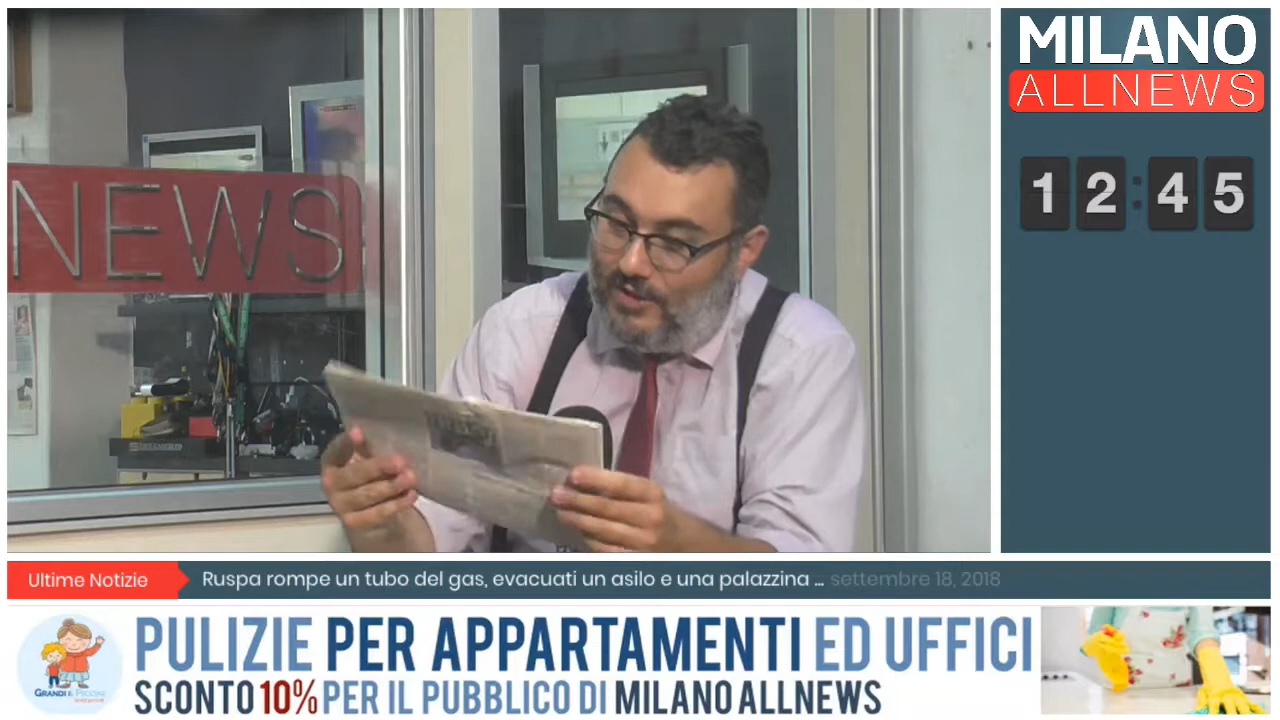 MILANO
ALLNEWS
12:45
NEWS
Ultime Notizie
Ruspa rompe un tubo del gas, evacuati un asilo e una palazzina ... settembre 18, 2018
PULIZIE PER APPARTAMENTI ED UFFICI
SCONTO 10% PER IL PUBBLICO DI MILANO ALLNEWS
GRANDI E PICCINI